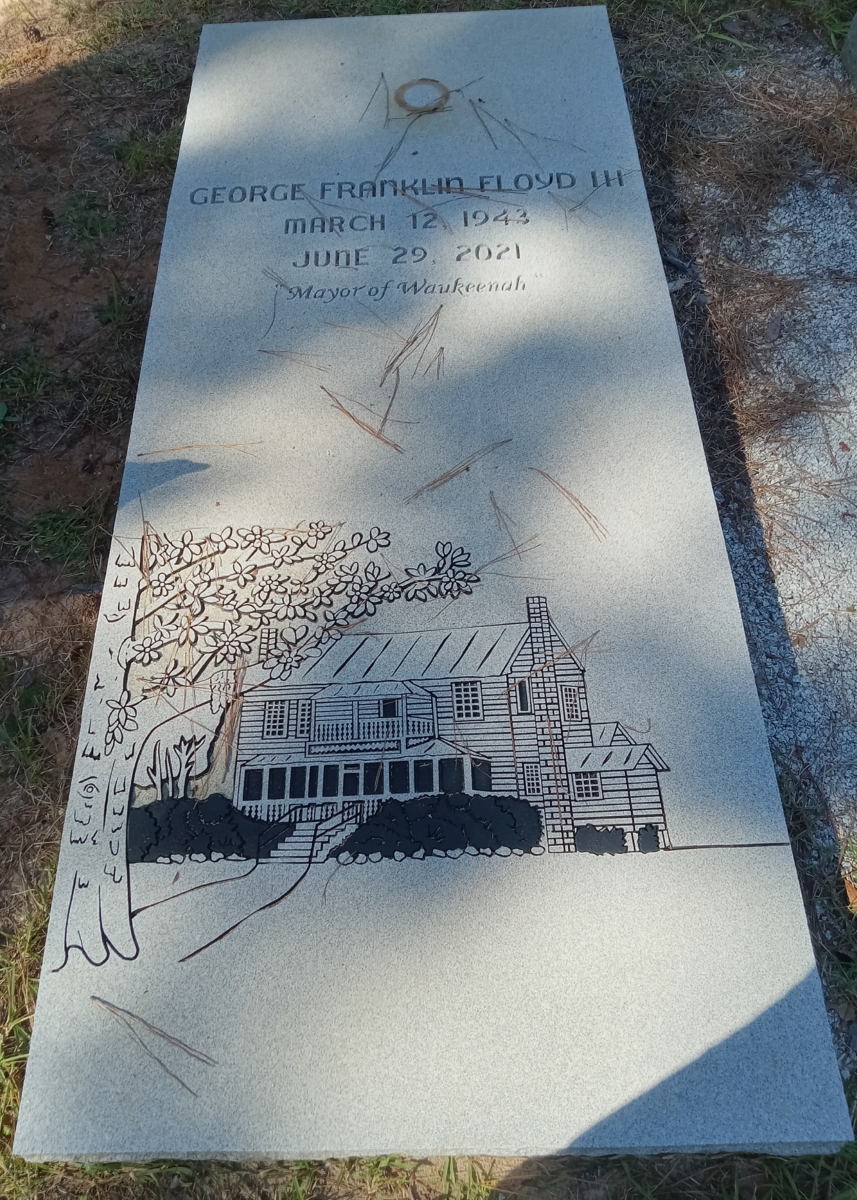 GEORGE FRANKLIN FLOYD III
MARCH 12, 1943
JUNE 29, 2021
"Mayor of Waukeenah"